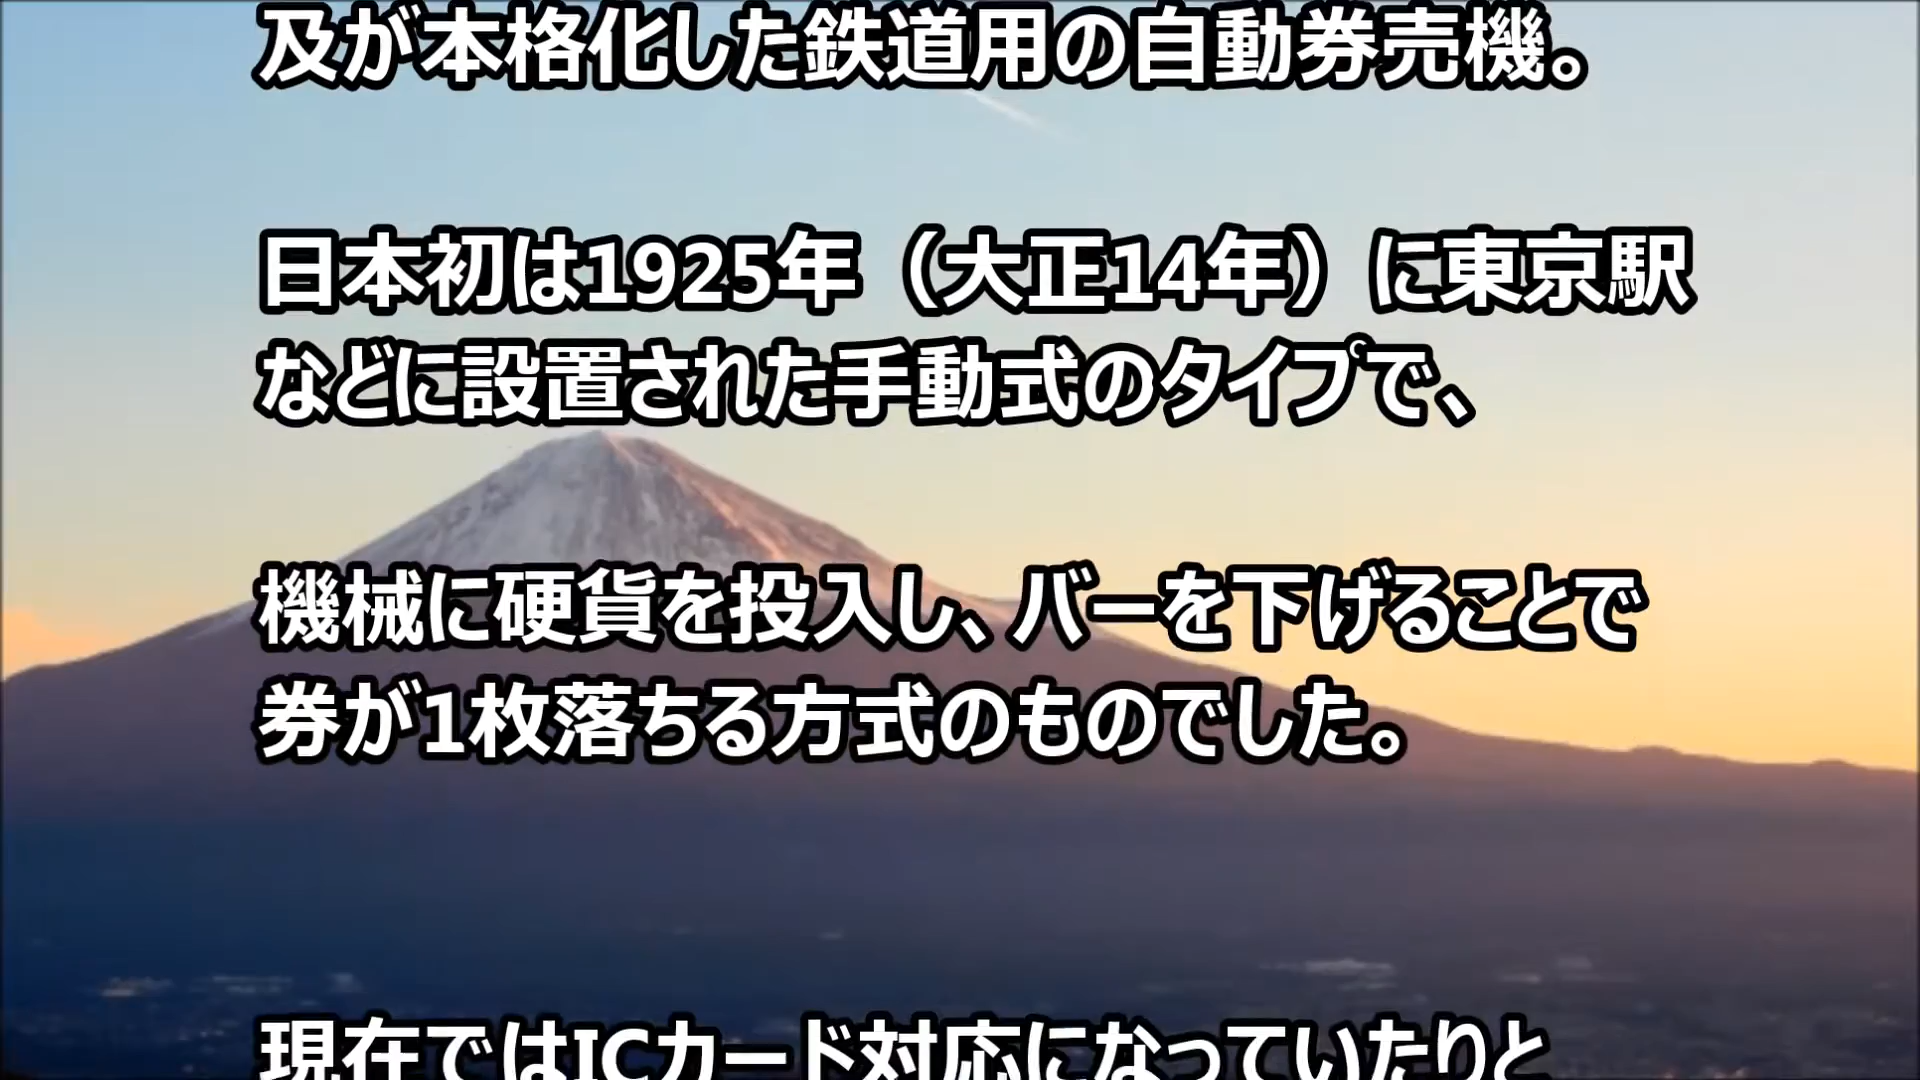 及が本格化した鉄道用の自動券売機。
日本初は1925年（大正14年）に東京駅
などに設置された手動式のタイプで、
機械に硬貨を投入し、バーを下げることで
券が1枚落ちる方式のものでした。
現在ではICカード対応になっていたりと